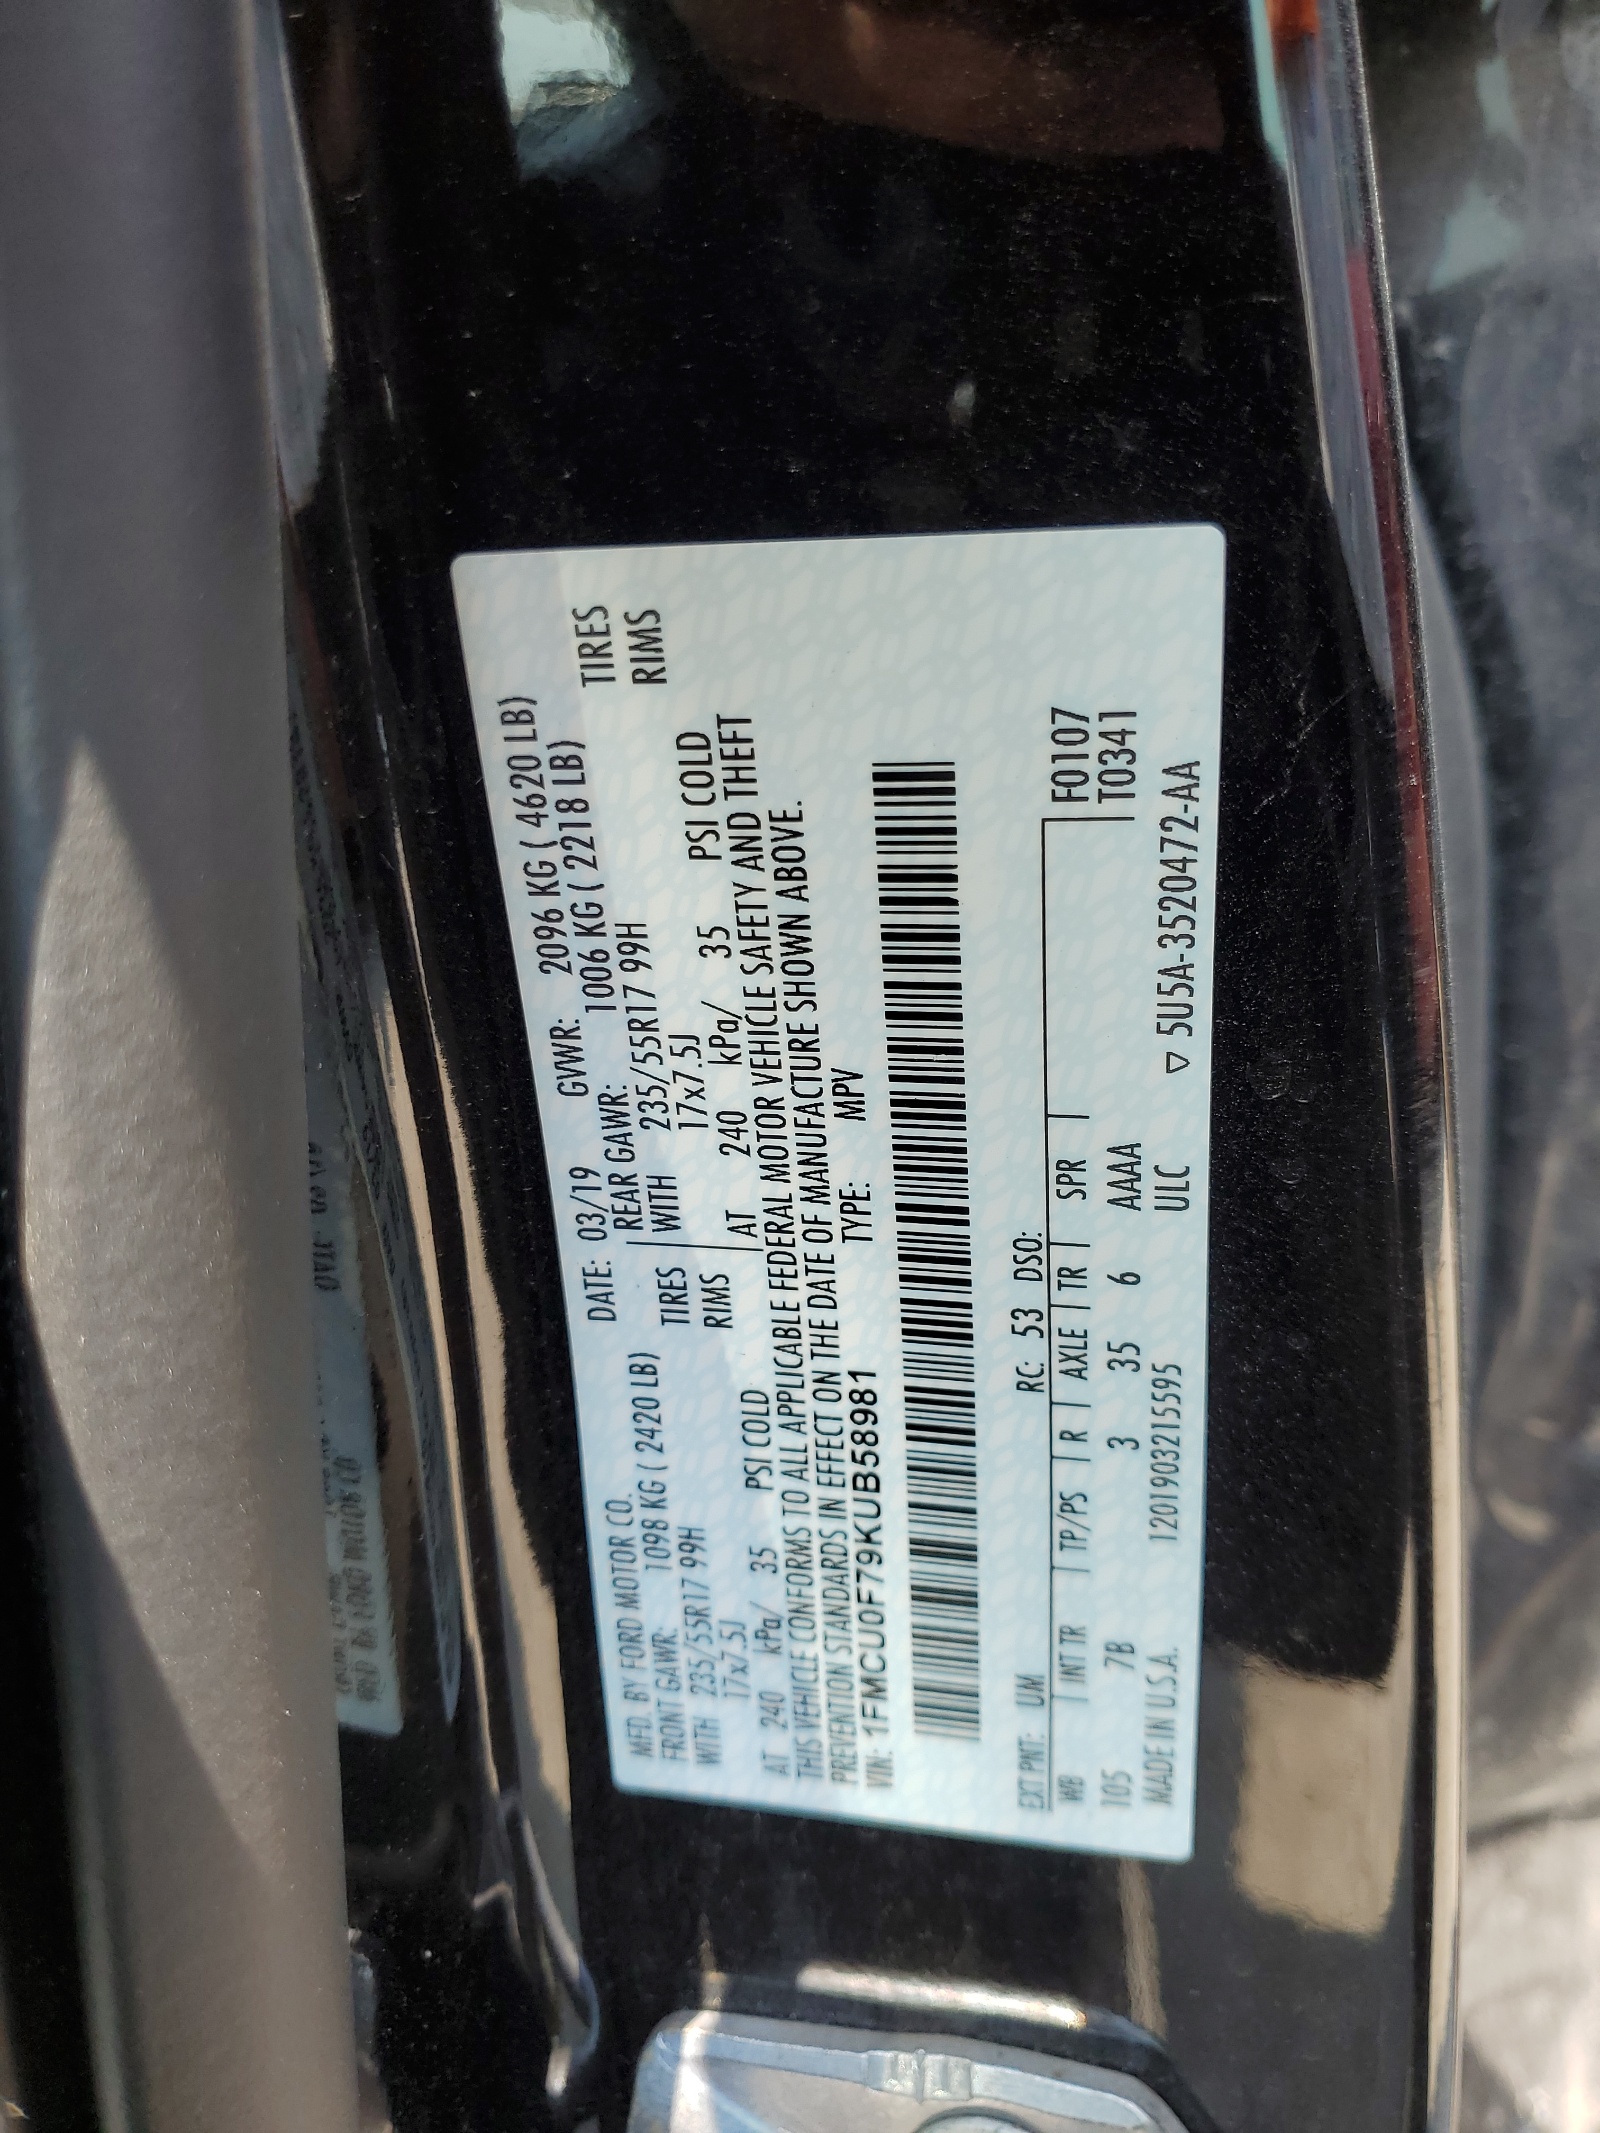 MFD. BY FORD MOTOR CO. DATE: 03/19 GVWR: 2096 KG ( 4620 LB)
FRONT GAWR: 1098 KG ( 2420 LB) REAR GAWR: 1006 KG ( 2218 LB)
WITH 235/55R17 99H TIRES WITH 235/55R17 99H TIRES
17x7.5J RIMS 17x7.5J RIMS
AT 240 kPa/ 35 PSI COLD AT 240 kPa/ 35 PSI COLD
THIS VEHICLE CONFORMS TO ALL APPLICABLE FEDERAL MOTOR VEHICLE SAFETY AND THEFT
PREVENTION STANDARDS IN EFFECT ON THE DATE OF MANUFACTURE SHOWN ABOVE.
VIN: 1FMCU0F79KUB58981 TYPE: MPV
EXT PNT: UM RC: 53 DSO:
WB INT TR TP/PS R AXLE TR SPR F0107
105 7B 3 35 6 AAAA T0341
MADE IN U.S.A. 1201903215595 ULC ▽ 5U5A-3520472-AA